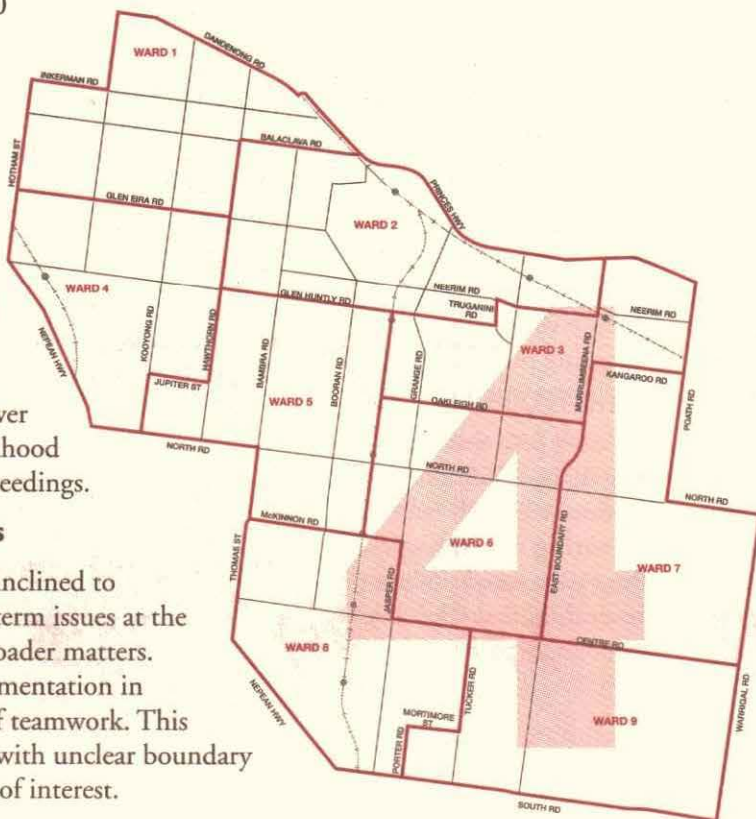 WARD 1
DANDENONG RD
INKERMAN RD
HOTHAM ST
BALACLAVA RD
GLEN EIRA RD
PRINCES HWY
WARD 2
WARD 4
NEERIM RD
GLEN HUNTLY RD
TRUGANINI
RD
NEERIM RD
KOOYONG RD
HAWTHORN RD
NEPEAN HWY
BAMBRA RD
BOORAN RD
GRANGE RD
WARD 3
MURRUMBEENA RD
KANGAROO RD
POATH RD
JUPITER ST
WARD 5
OAKLEIGH RD
4
NORTH RD
NORTH RD
NORTH RD
eedings.
McKINNON RD
THOMAS ST
JASPER RD
WARD 6
EAST BOUNDARY RD
WARD 7
inclined to
term issues at the
oader matters.
mentation in
f teamwork. This
with unclear boundary
of interest.
WARD 8
CENTRE RD
NEPEAN HWY
TUCKER RD
MORTIMORE
ST
PORTER RD
WARD 9
WARRIGAL RD
SOUTH RD